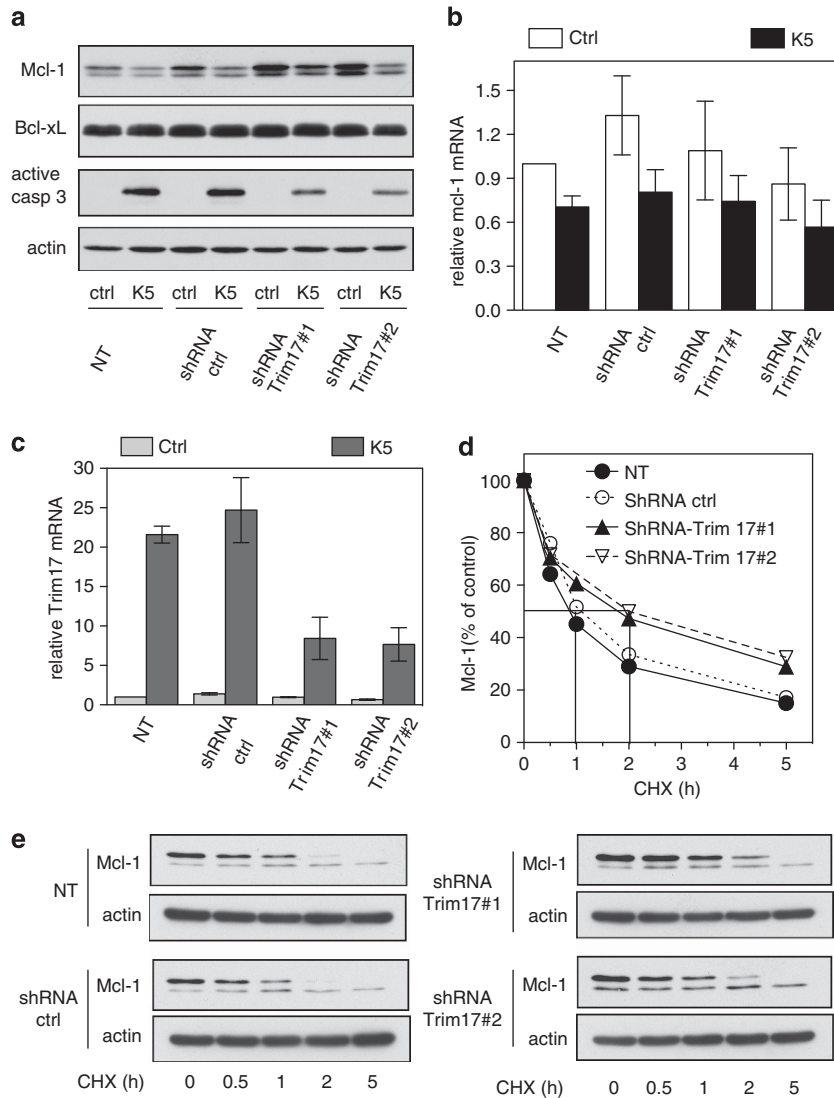 a
Mcl-1
Bcl-xL
active
casp 3
actin
ctrl K5 ctrl K5 ctrl K5 ctrl K5
NT
shRNA
ctrl
shRNA
Trim17#1
shRNA
Trim17#2
b
Ctrl
K5
relative mcl-1 mRNA
1.5
1.2
0.9
0.6
0.3
0.0
NT
shRNA
ctrl
shRNA
Trim17#1
shRNA
Trim17#2
c
Ctrl
K5
relative Trim17 mRNA
30
25
20
15
10
5
0
NT
shRNA
ctrl
shRNA
Trim17#1
shRNA
Trim17#2
d
NT
ShRNA ctrl
ShRNA-Trim 17#1
ShRNA-Trim 17#2
Mcl-1(% of control)
100
80
60
40
20
0
0 1 2 3 4 5
CHX (h)
e
NT
Mcl-1
actin
shRNA
ctrl
Mcl-1
actin
CHX (h) 0 0.5 1 2 5
shRNA
Trim17#1
Mcl-1
actin
shRNA
Trim17#2
Mcl-1
actin
CHX (h) 0 0.5 1 2 5